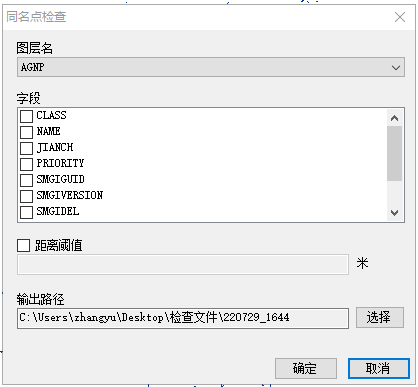 同名点检查
图层名
AGNP
字段
CLASS
NAME
JIANCH
PRIORITY
SMGIGUID
SMGIVERSION
SMGIDEL
距离阈值
米
输出路径
C:\Users\zhangyu\Desktop\检查文件\220729_1644 选择
确定 取消